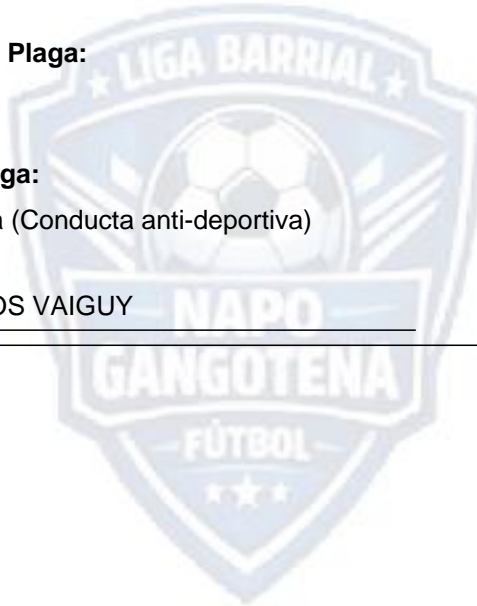 LIGA BARRIAL
Plaga:
ga:
a (Conducta anti-deportiva)
OS VAIGUY
NAPO
GANGOTENA
FÚTBOL